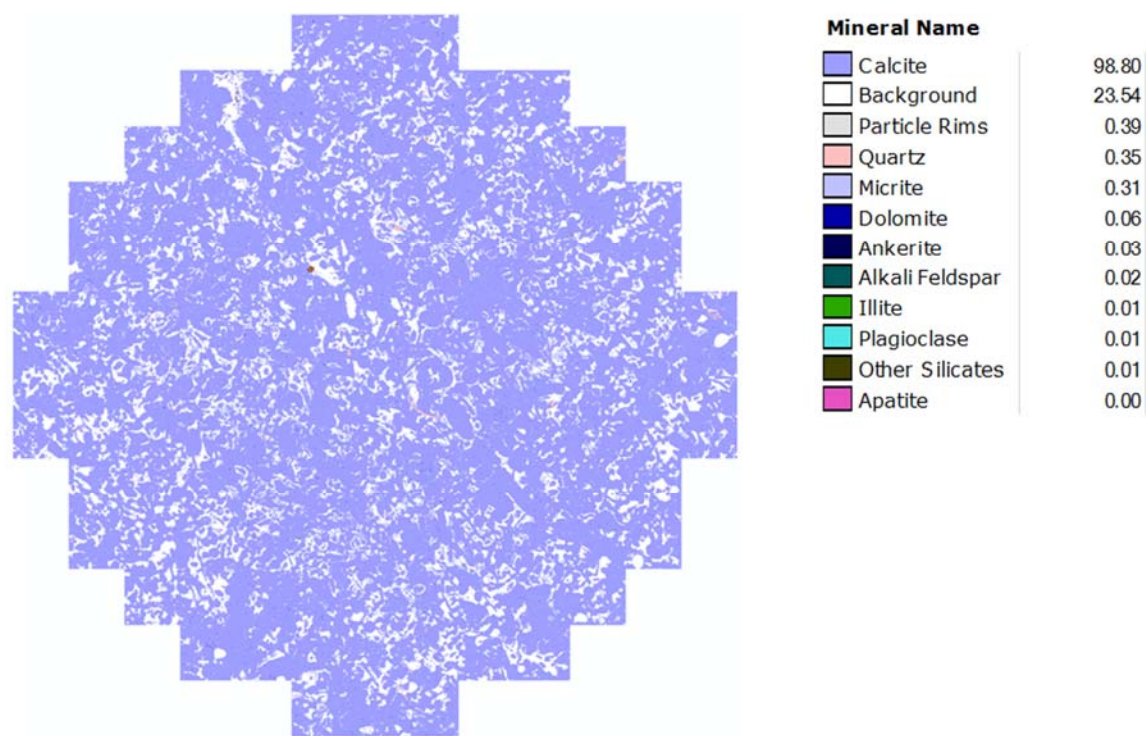 Mineral Name
Calcite 98.80
Background 23.54
Particle Rims 0.39
Quartz 0.35
Micrite 0.31
Dolomite 0.06
Ankerite 0.03
Alkali Feldspar 0.02
Illite 0.01
Plagioclase 0.01
Other Silicates 0.01
Apatite 0.00